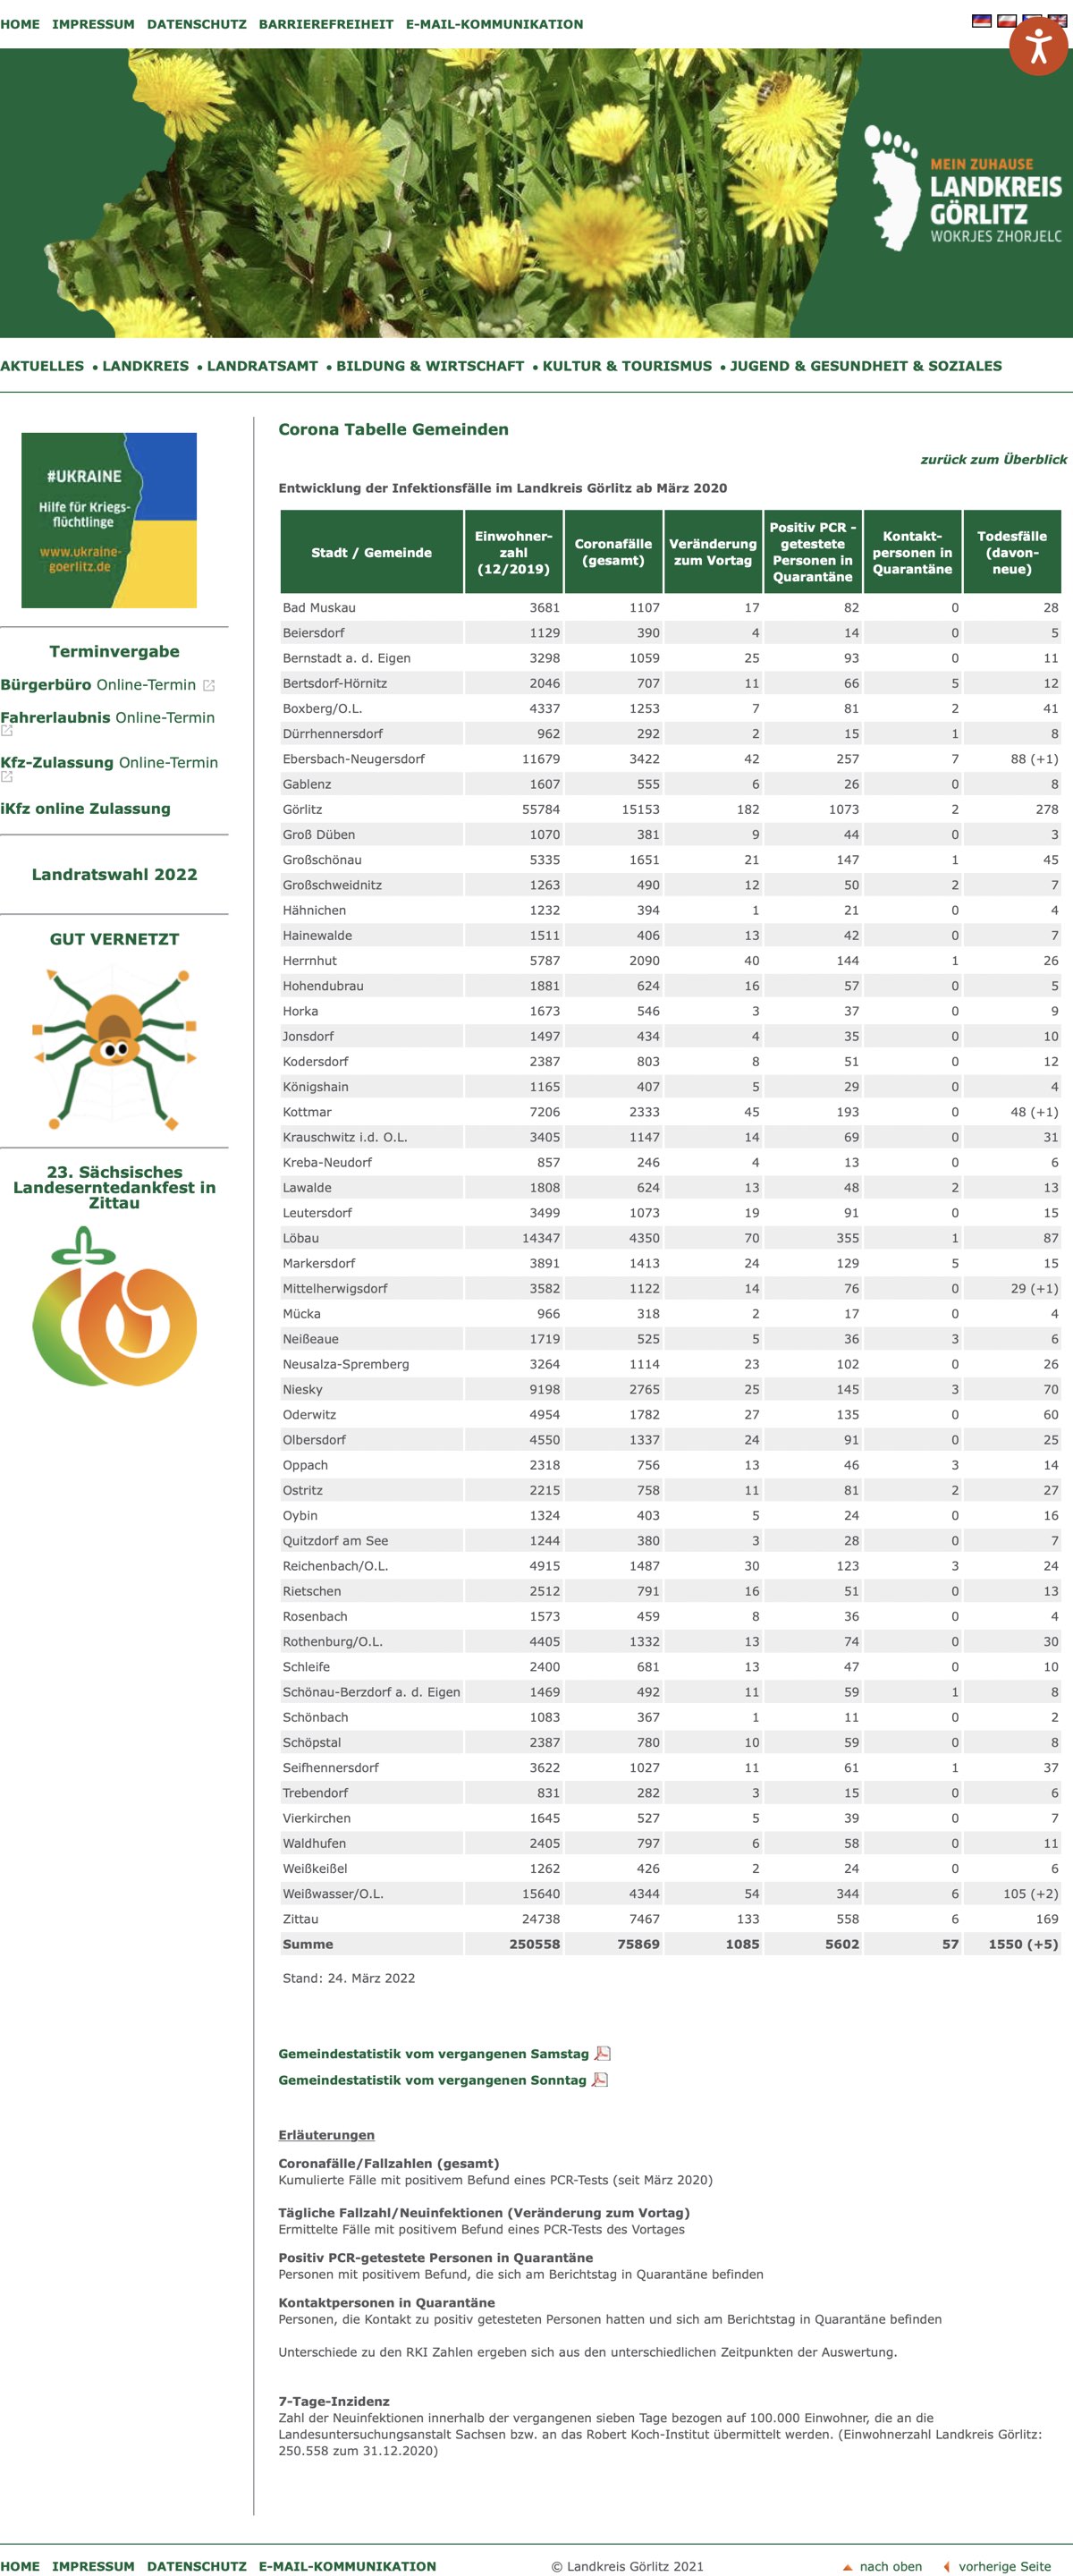 HOME IMPRESSUM DATENSCHUTZ BARRIEREFREIHEIT E-MAIL-KOMMUNIKATION
MEIN ZUHAUSE
LANDKREIS
GÖRLITZ
WOKRJES ZHORJELC
AKTUELLES • LANDKREIS • LANDRATSAMT • BILDUNG & WIRTSCHAFT • KULTUR & TOURISMUS • JUGEND & GESUNDHEIT & SOZIALES
#UKRAINE
Hilfe für Kriegs-
flüchtlinge
www.ukraine-
goerlitz.de
Terminvergabe
Bürgerbüro Online-Termin
Fahrerlaubnis Online-Termin
Kfz-Zulassung Online-Termin
iKfz online Zulassung
Landratswahl 2022
GUT VERNETZT
23. Sächsisches
Landeserntedankfest in
Zittau
Corona Tabelle Gemeinden
zurück zum Überblick
Entwicklung der Infektionsfälle im Landkreis Görlitz ab März 2020
Stadt / Gemeinde Einwohner-zahl (12/2019) Coronafälle (gesamt) Veränderung zum Vortag Positiv PCR - getestete Personen in Quarantäne Kontakt-personen in Quarantäne Todesfälle (davon-neue)
Bad Muskau 3681 1107 17 82 0 28
Beiersdorf 1129 390 4 14 0 5
Bernstadt a. d. Eigen 3298 1059 25 93 0 11
Bertsdorf-Hörnitz 2046 707 11 66 5 12
Boxberg/O.L. 4337 1253 7 81 2 41
Dürrhennersdorf 962 292 2 15 1 8
Ebersbach-Neugersdorf 11679 3422 42 257 7 88 (+1)
Gablenz 1607 555 6 26 0 8
Görlitz 55784 15153 182 1073 2 278
Groß Düben 1070 381 9 44 0 3
Großschönau 5335 1651 21 147 1 45
Großschweidnitz 1263 490 12 50 2 7
Hähnichen 1232 394 1 21 0 4
Hainewalde 1511 406 13 42 0 7
Herrnhut 5787 2090 40 144 1 26
Hohendubrau 1881 624 16 57 0 5
Horka 1673 546 3 37 0 9
Jonsdorf 1497 434 4 35 0 10
Kodersdorf 2387 803 8 51 0 12
Königshain 1165 407 5 29 0 4
Kottmar 7206 2333 45 193 0 48 (+1)
Krauschwitz i.d. O.L. 3405 1147 14 69 0 31
Kreba-Neudorf 857 246 4 13 0 6
Lawalde 1808 624 13 48 2 13
Leutersdorf 3499 1073 19 91 0 15
Löbau 14347 4350 70 355 1 87
Markersdorf 3891 1413 24 129 5 15
Mittelherwigsdorf 3582 1122 14 76 0 29 (+1)
Mücka 966 318 2 17 0 4
Neißeaue 1719 525 5 36 3 6
Neusalza-Spremberg 3264 1114 23 102 0 26
Niesky 9198 2765 25 145 3 70
Oderwitz 4954 1782 27 135 0 60
Olbersdorf 4550 1337 24 91 0 25
Oppach 2318 756 13 46 3 14
Ostritz 2215 758 11 81 2 27
Oybin 1324 403 5 24 0 16
Quitzdorf am See 1244 380 3 28 0 7
Reichenbach/O.L. 4915 1487 30 123 3 24
Rietschen 2512 791 16 51 0 13
Rosenbach 1573 459 8 36 0 4
Rothenburg/O.L. 4405 1332 13 74 0 30
Schleife 2400 681 13 47 0 10
Schönau-Berzdorf a. d. Eigen 1469 492 11 59 1 8
Schönbach 1083 367 1 11 0 2
Schöpstal 2387 780 10 59 0 8
Seifhennersdorf 3622 1027 11 61 1 37
Trebendorf 831 282 3 15 0 6
Vierkirchen 1645 527 5 39 0 7
Waldhufen 2405 797 6 58 0 11
Weißkeißel 1262 426 2 24 0 6
Weißwasser/O.L. 15640 4344 54 344 6 105 (+2)
Zittau 24738 7467 133 558 6 169
Summe 250558 75869 1085 5602 57 1550 (+5)
Stand: 24. März 2022
Gemeindestatistik vom vergangenen Samstag
Gemeindestatistik vom vergangenen Sonntag
Erläuterungen
Coronafälle/Fallzahlen (gesamt)
Kumulierte Fälle mit positivem Befund eines PCR-Tests (seit März 2020)
Tägliche Fallzahl/Neuinfektionen (Veränderung zum Vortag)
Ermittelte Fälle mit positivem Befund eines PCR-Tests des Vortages
Positiv PCR-getestete Personen in Quarantäne
Personen mit positivem Befund, die sich am Berichtstag in Quarantäne befinden
Kontaktpersonen in Quarantäne
Personen, die Kontakt zu positiv getesteten Personen hatten und sich am Berichtstag in Quarantäne befinden
Unterschiede zu den RKI Zahlen ergeben sich aus den unterschiedlichen Zeitpunkten der Auswertung.
7-Tage-Inzidenz
Zahl der Neuinfektionen innerhalb der vergangenen sieben Tage bezogen auf 100.000 Einwohner, die an die
Landesuntersuchungsanstalt Sachsen bzw. an das Robert Koch-Institut übermittelt werden. (Einwohnerzahl Landkreis Görlitz:
250.558 zum 31.12.2020)
HOME IMPRESSUM DATENSCHUTZ E-MAIL-KOMMUNIKATION © Landkreis Görlitz 2021 nach oben vorherige Seite